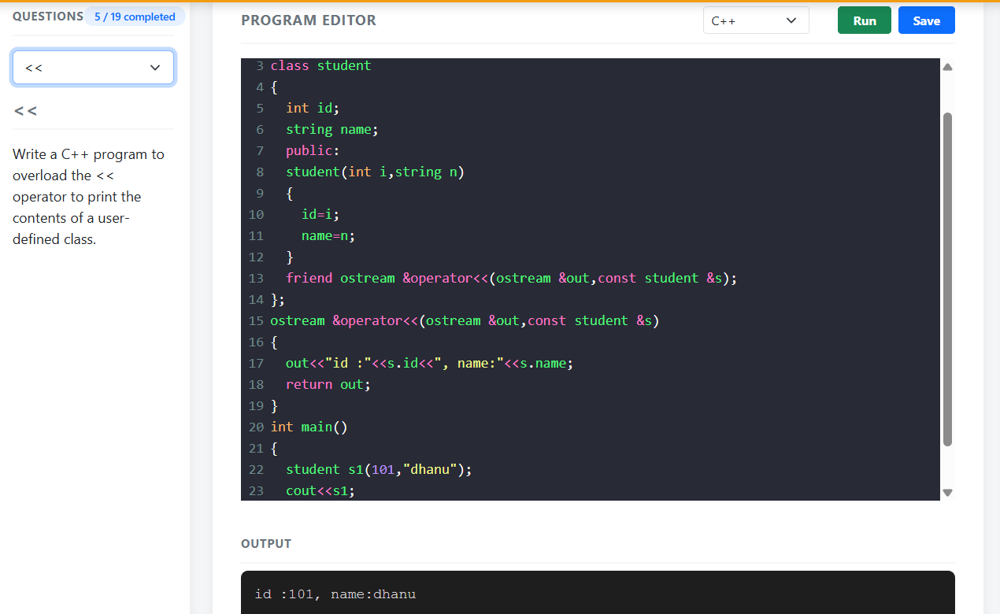 QUESTIONS 5 / 19 completed
<<
<<
Write a C++ program to
overload the <<
operator to print the
contents of a user-
defined class.
PROGRAM EDITOR
C++
Run
Save
3 class student
4 {
5   int id;
6   string name;
7   public:
8   student(int i,string n)
9   {
10     id=i;
11     name=n;
12   }
13   friend ostream &operator<<(ostream &out,const student &s);
14 };
15 ostream &operator<<(ostream &out,const student &s)
16 {
17   out<<"id :"<<s.id<<", name:"<<s.name;
18   return out;
19 }
20 int main()
21 {
22   student s1(101,"dhanu");
23   cout<<s1;
OUTPUT
id :101, name:dhanu